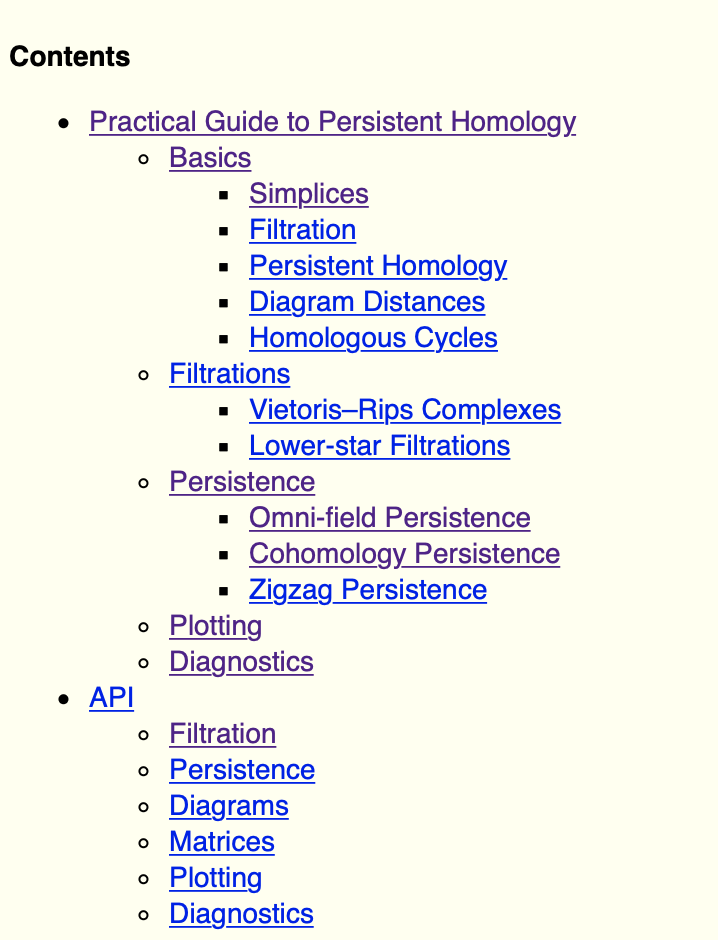 Contents
Practical Guide to Persistent Homology
Basics
Simplices
Filtration
Persistent Homology
Diagram Distances
Homologous Cycles
Filtrations
Vietoris–Rips Complexes
Lower-star Filtrations
Persistence
Omni-field Persistence
Cohomology Persistence
Zigzag Persistence
Plotting
Diagnostics
API
Filtration
Persistence
Diagrams
Matrices
Plotting
Diagnostics